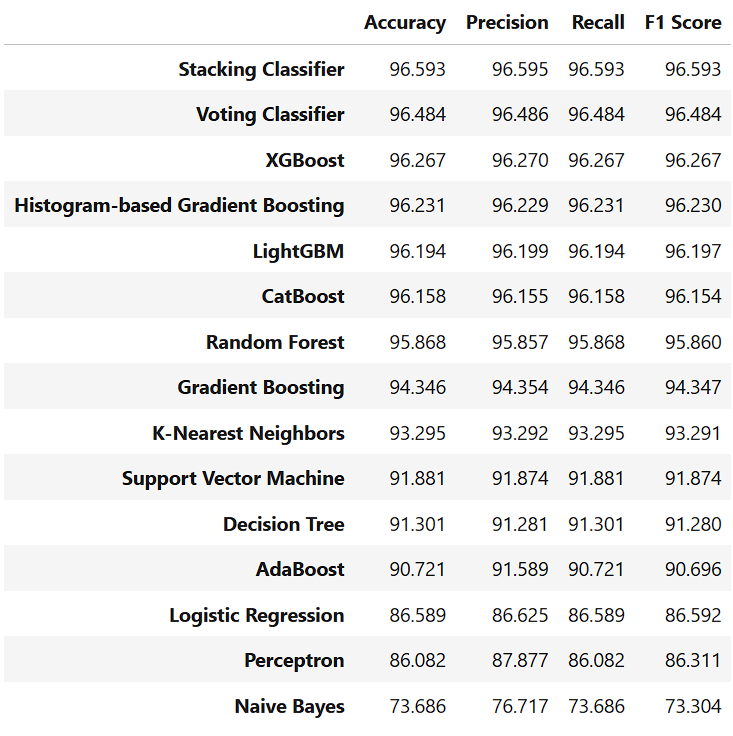 Accuracy Precision Recall F1 Score
Stacking Classifier 96.593 96.595 96.593 96.593
Voting Classifier 96.484 96.486 96.484 96.484
XGBoost 96.267 96.270 96.267 96.267
Histogram-based Gradient Boosting 96.231 96.229 96.231 96.230
LightGBM 96.194 96.199 96.194 96.197
CatBoost 96.158 96.155 96.158 96.154
Random Forest 95.868 95.857 95.868 95.860
Gradient Boosting 94.346 94.354 94.346 94.347
K-Nearest Neighbors 93.295 93.292 93.295 93.291
Support Vector Machine 91.881 91.874 91.881 91.874
Decision Tree 91.301 91.281 91.301 91.280
AdaBoost 90.721 91.589 90.721 90.696
Logistic Regression 86.589 86.625 86.589 86.592
Perceptron 86.082 87.877 86.082 86.311
Naive Bayes 73.686 76.717 73.686 73.304